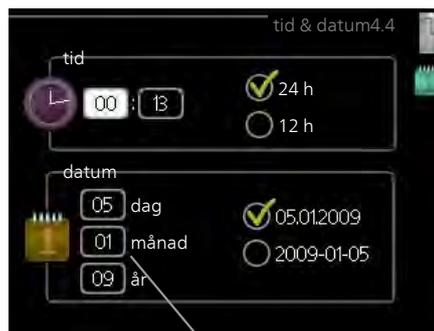 tid & datum4.4
tid
00 : 13
24 h
12 h
datum
05 dag
01 månad
09 år
05.01.2009
2009-01-05